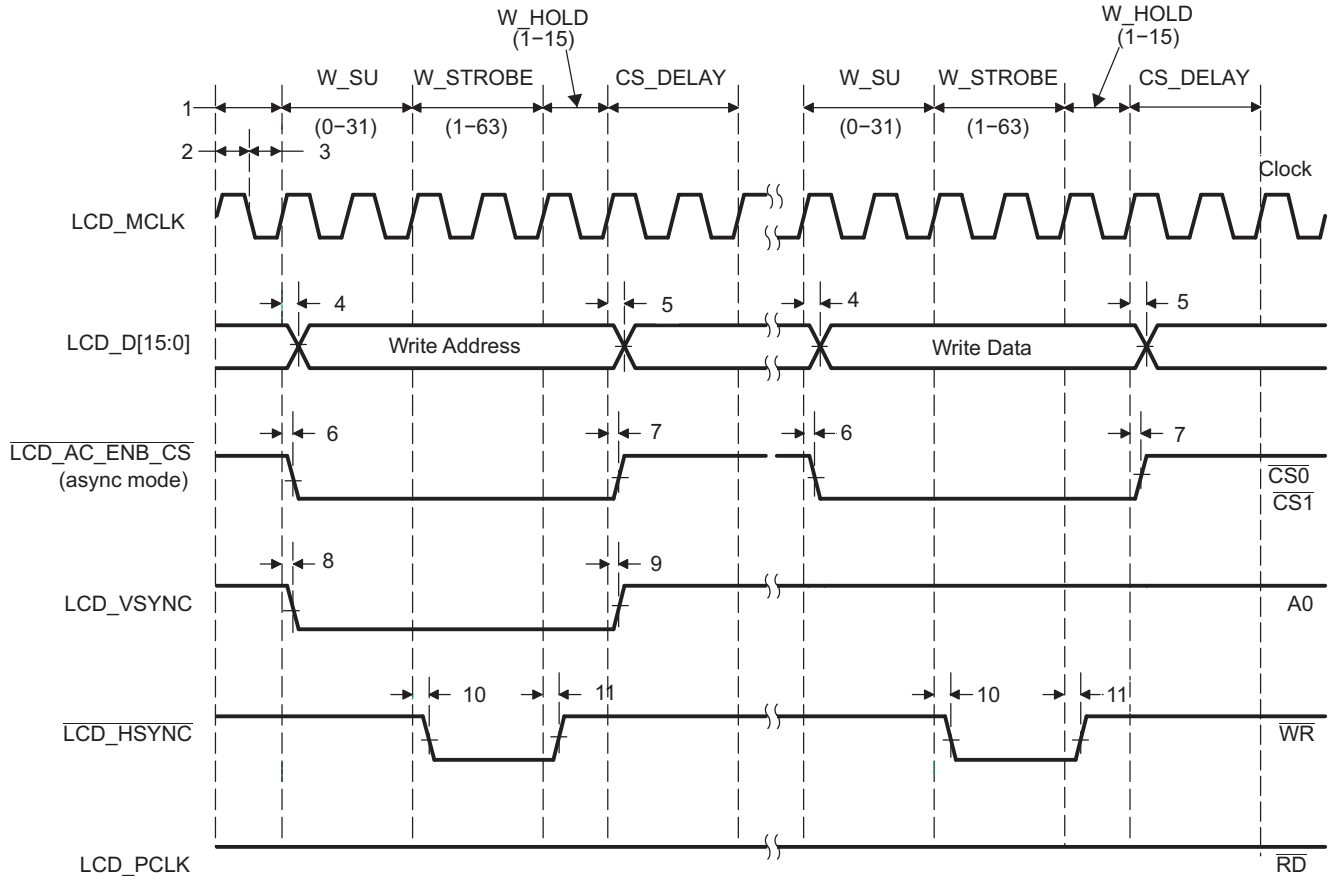 W_HOLD
(1−15)
W_HOLD
(1−15)
W_SU W_STROBE CS_DELAY W_SU W_STROBE CS_DELAY
1
(0−31) (1−63) (0−31) (1−63)
2 3
Clock
LCD_MCLK
4 5 4 5
LCD_D[15:0] Write Address Write Data
6 7 6 7
LCD_AC_ENB_CS
(async mode)
CS0
CS1
8 9
LCD_VSYNC A0
10 11 10 11
LCD_HSYNC WR
LCD_PCLK RD